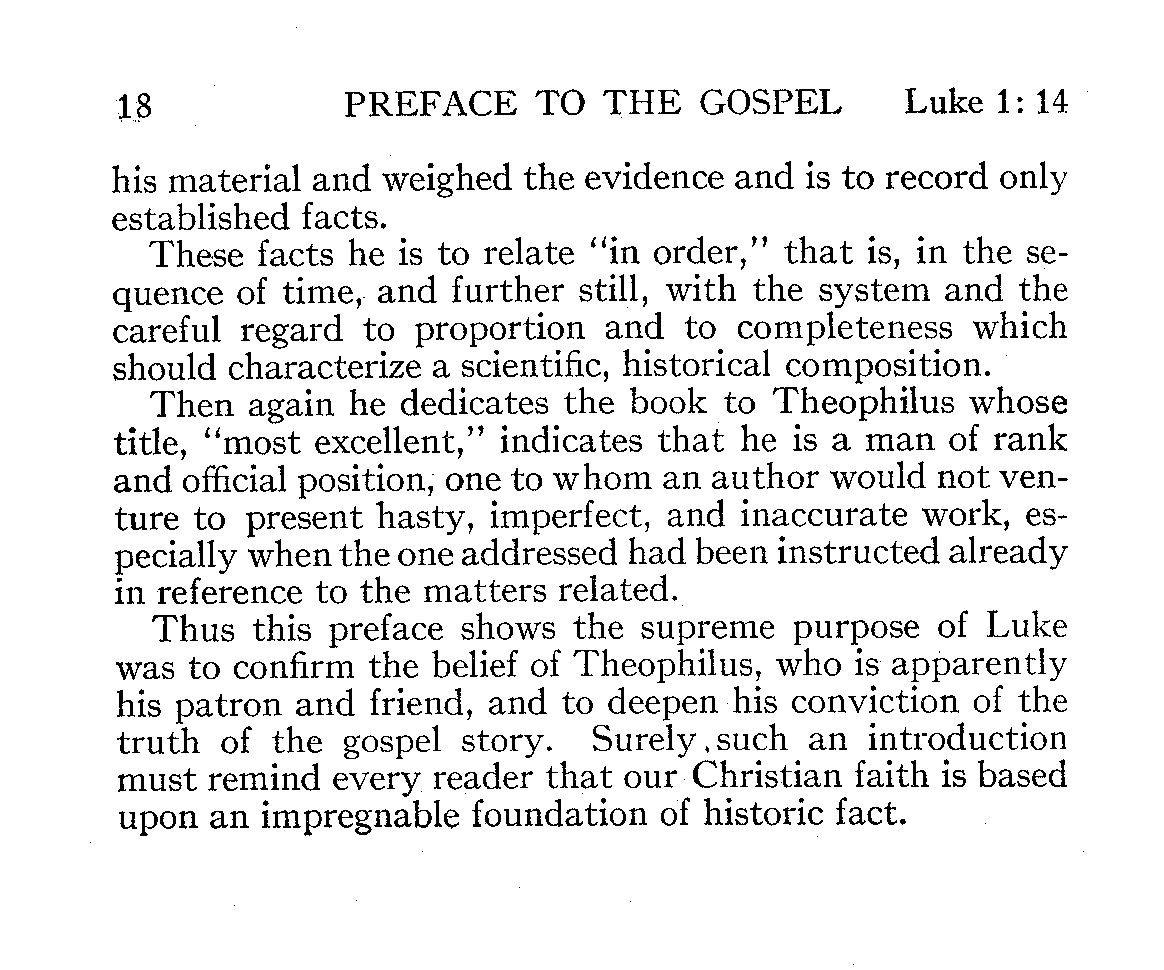 18 PREFACE TO THE GOSPEL Luke 1: 14
his material and weighed the evidence and is to record only
established facts.
These facts he is to relate “in order,” that is, in the se-
quence of time, and further still, with the system and the
careful regard to proportion and to completeness which
should characterize a scientific, historical composition.
Then again he dedicates the book to Theophilus whose
title, “most excellent,” indicates that he is a man of rank
and official position, one to whom an author would not ven-
ture to present hasty, imperfect, and inaccurate work, es-
pecially when the one addressed had been instructed already
in reference to the matters related.
Thus this preface shows the supreme purpose of Luke
was to confirm the belief of Theophilus, who is apparently
his patron and friend, and to deepen his conviction of the
truth of the gospel story. Surely such an introduction
must remind every reader that our Christian faith is based
upon an impregnable foundation of historic fact.